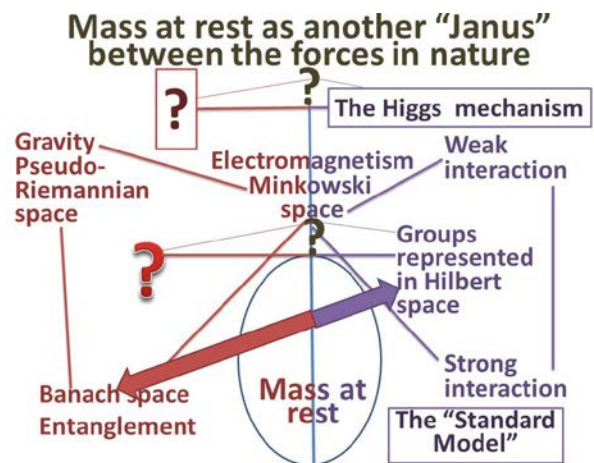 Mass at rest as another “Janus”
between the forces in nature
?
?
The Higgs mechanism
Gravity
Pseudo-
Riemannian
space
Electromagnetism
Minkowski
space
Weak
interaction
?
?
Groups
represented
in Hilbert
space
Banach space
Entanglement
Mass at
rest
Strong
interaction
The “Standard
Model”